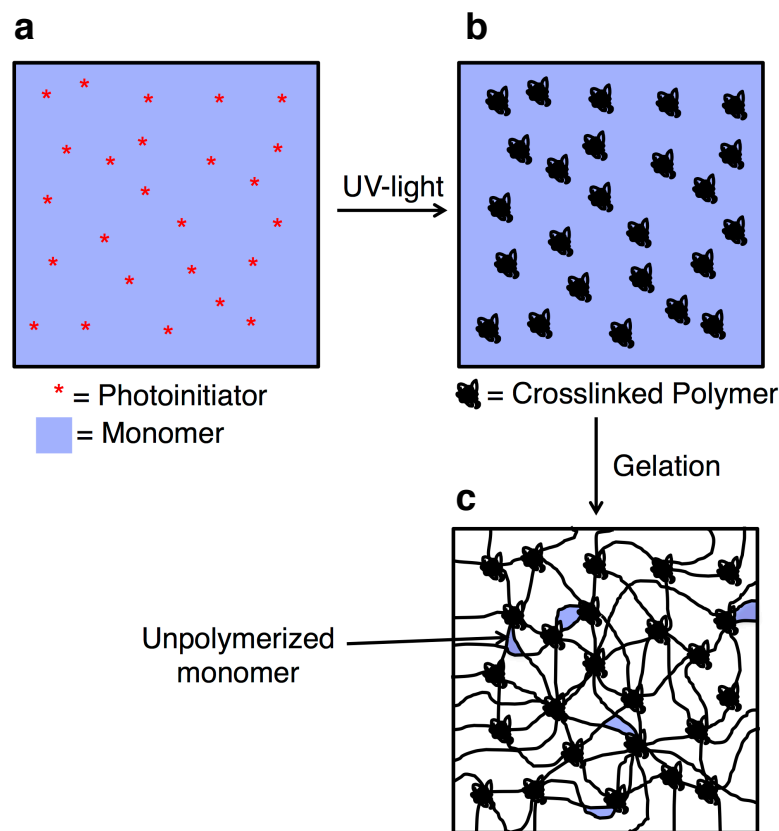 a
b
UV-light
* = Photoinitiator
= Monomer
= Crosslinked Polymer
Gelation
c
Unpolymerized
monomer